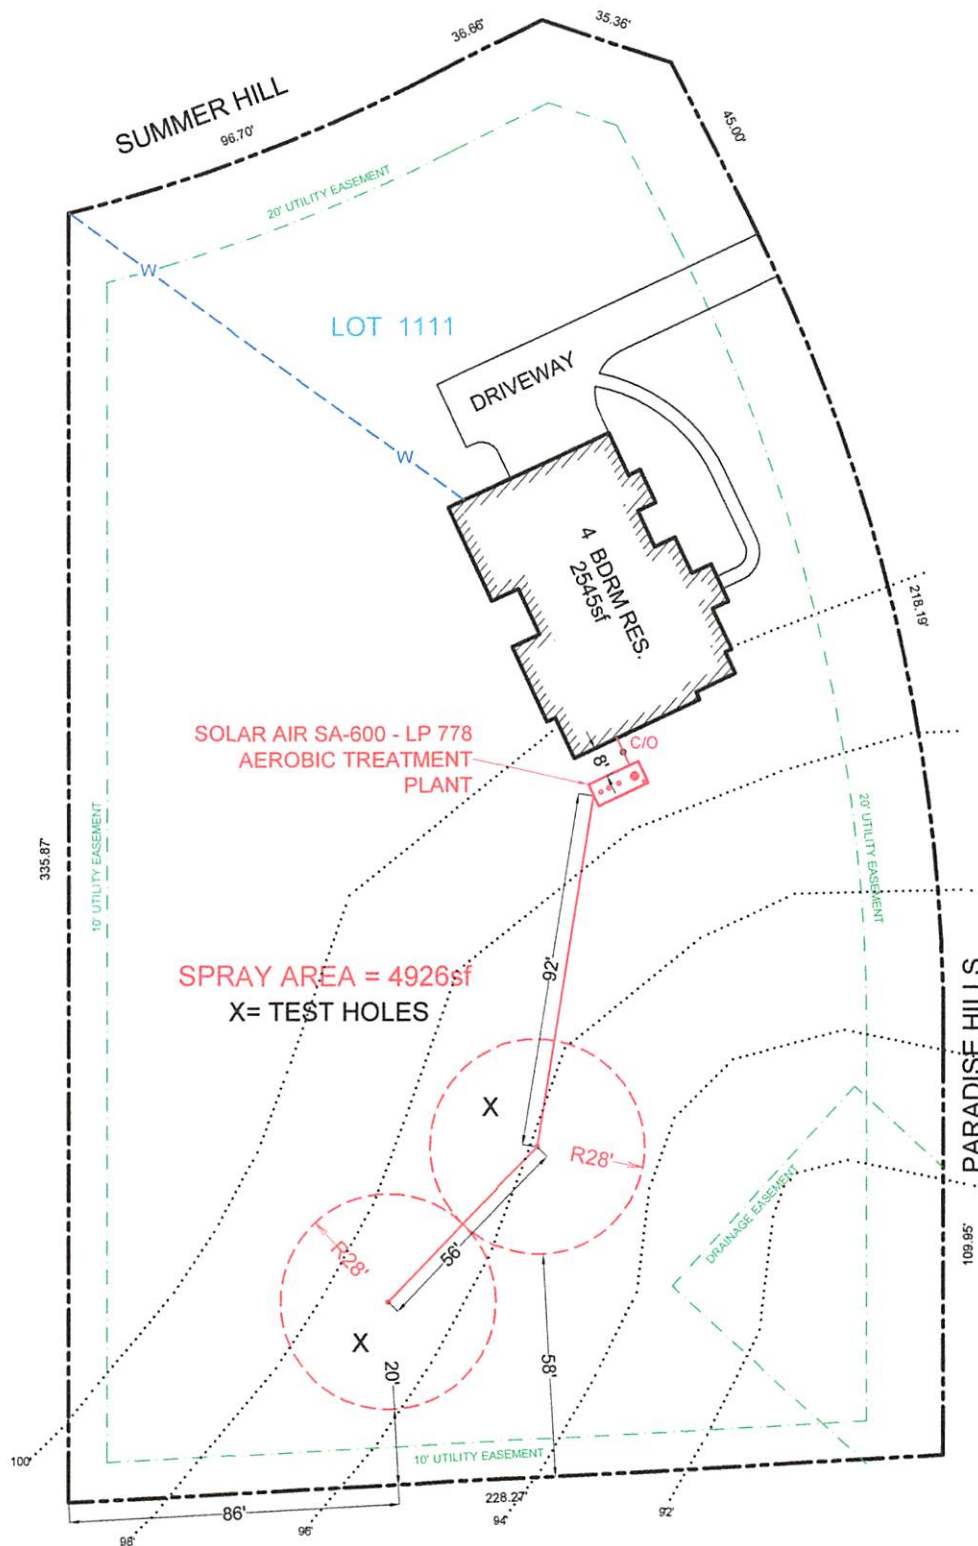 36.66'
35.36'
SUMMER HILL
96.70'
45.00'
20' UTILITY EASEMENT
W
LOT 1111
DRIVEWAY
W
4 BDRM RES.
2545sf
218.19'
SOLAR AIR SA-600 - LP 778
AEROBIC TREATMENT
PLANT
C/O
8'
335.87'
10' UTILITY EASEMENT
20' UTILITY EASEMENT
92'
SPRAY AREA = 4926sf
X= TEST HOLES
PARADISE HILLS
X
R28'
DRAINAGE EASEMENT
109.95'
R28'
56'
X
20'
58'
10' UTILITY EASEMENT
100'
86'
228.27'
98'
96'
94'
92'